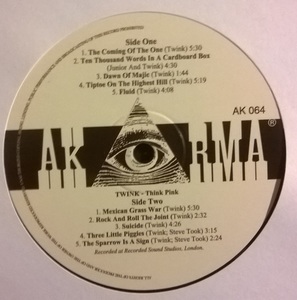 Side One
1. The Coming Of The One (Twink) 5:30
2. Ten Thousand Words In A Cardboard Box
(Junior And Twink) 4:30
3. Dawn Of Majic (Twink) 1:44
4. Tiptoe On The Highest Hill (Twink) 5:19
5. Fluid (Twink) 4:08
AK 064
AKARMA®
TWINK - Think Pink
Side Two
1. Mexican Grass War (Twink) 5:30
2. Rock And Roll The Joint (Twink) 2:32
3. Suicide (Twink) 4:26
4. Three Little Piggies (Twink; Steve Took) 3:15
5. The Sparrow Is A Sign (Twink; Steve Took) 2:24
Recorded at Recorded Sound Studios, London.